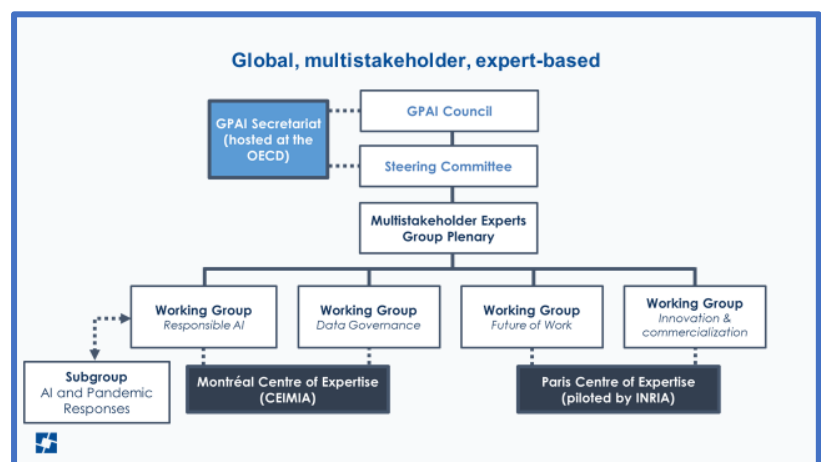 Global, multistakeholder, expert-based
GPAI Secretariat
(hosted at the
OECD)
GPAI Council
Steering Committee
Multistakeholder Experts
Group Plenary
Working Group
Responsible AI
Working Group
Data Governance
Working Group
Future of Work
Working Group
Innovation &
commercialization
Subgroup
AI and Pandemic
Responses
Montréal Centre of Expertise
(CEIMIA)
Paris Centre of Expertise
(piloted by INRIA)